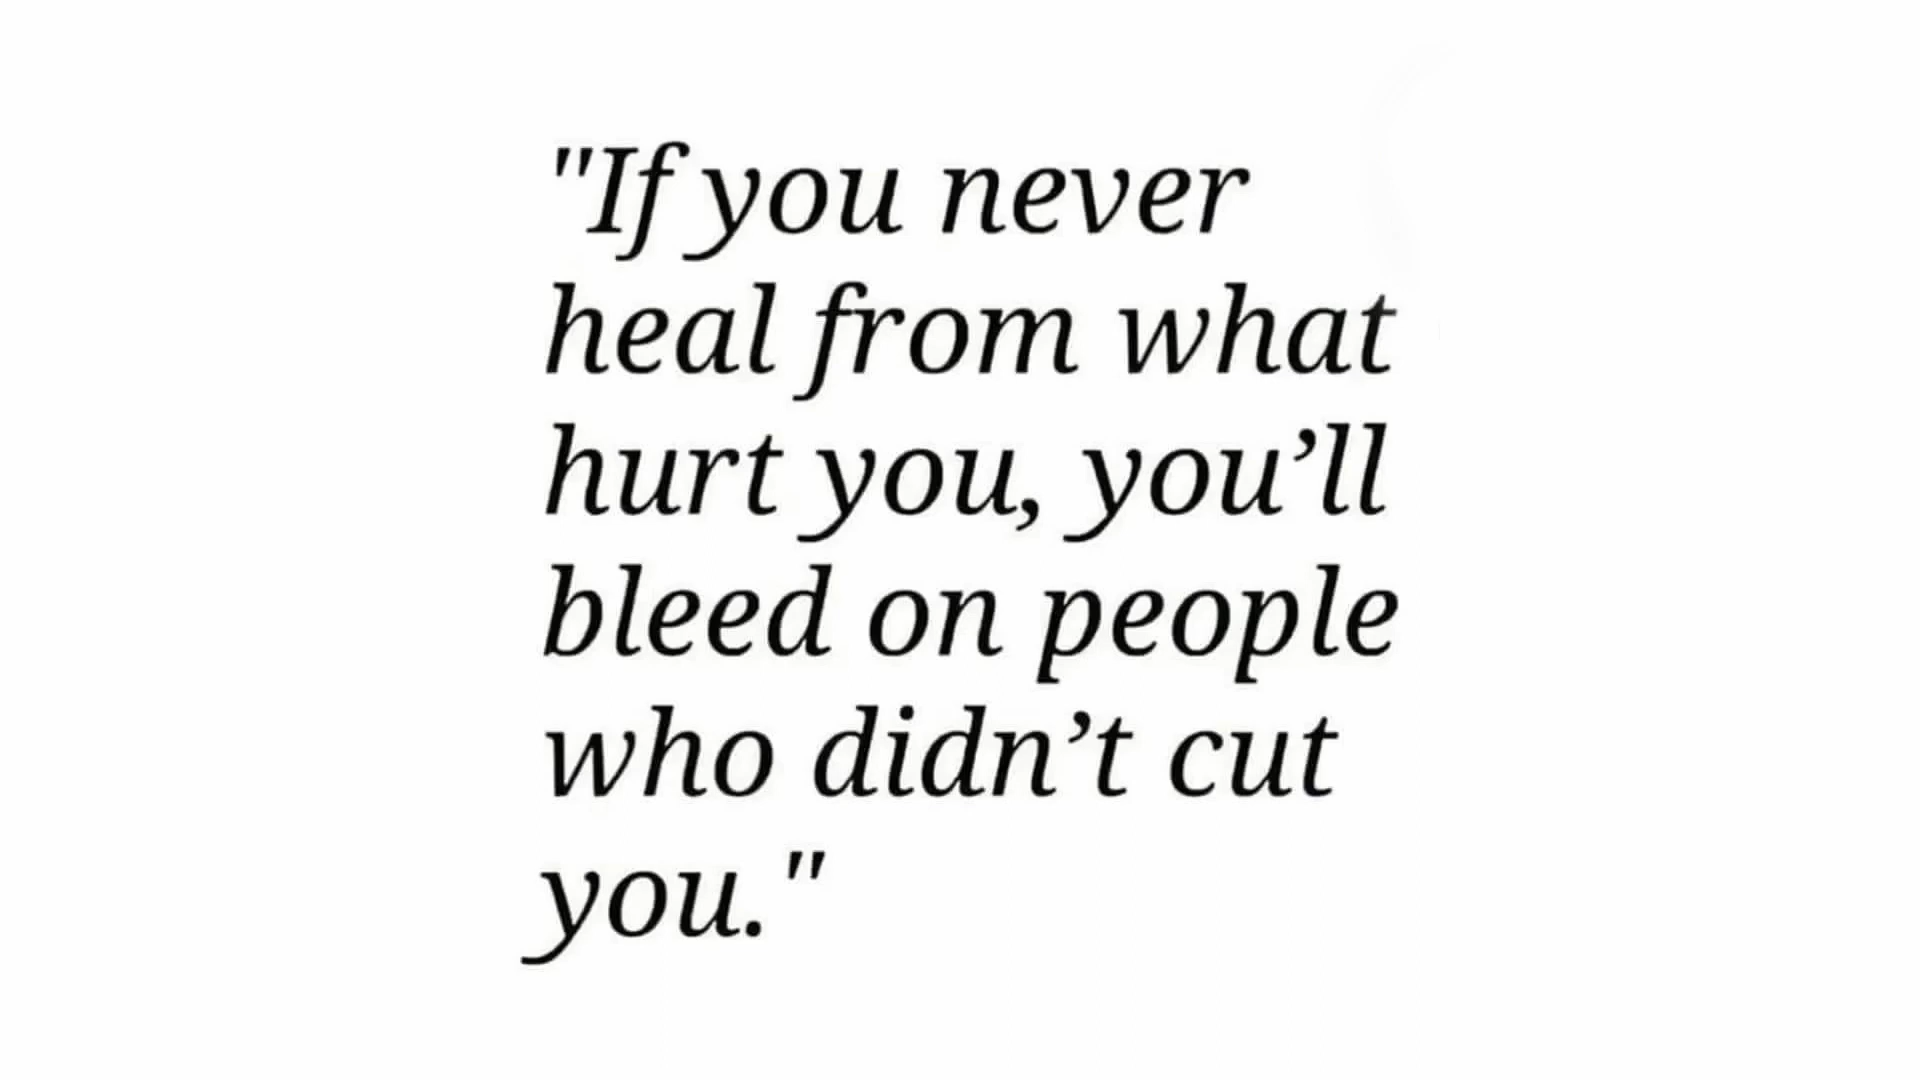 "If you never
heal from what
hurt you, you’ll
bleed on people
who didn’t cut
you."